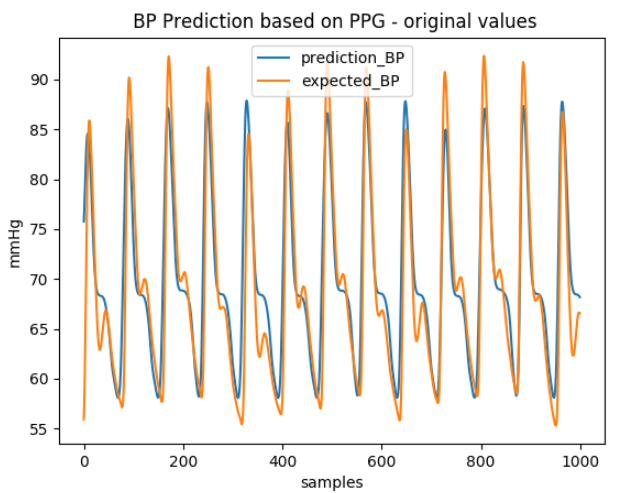 BP Prediction based on PPG - original values
prediction_BP
expected_BP
mmHg
90
85
80
75
70
65
60
55
0
200
400
600
800
1000
samples